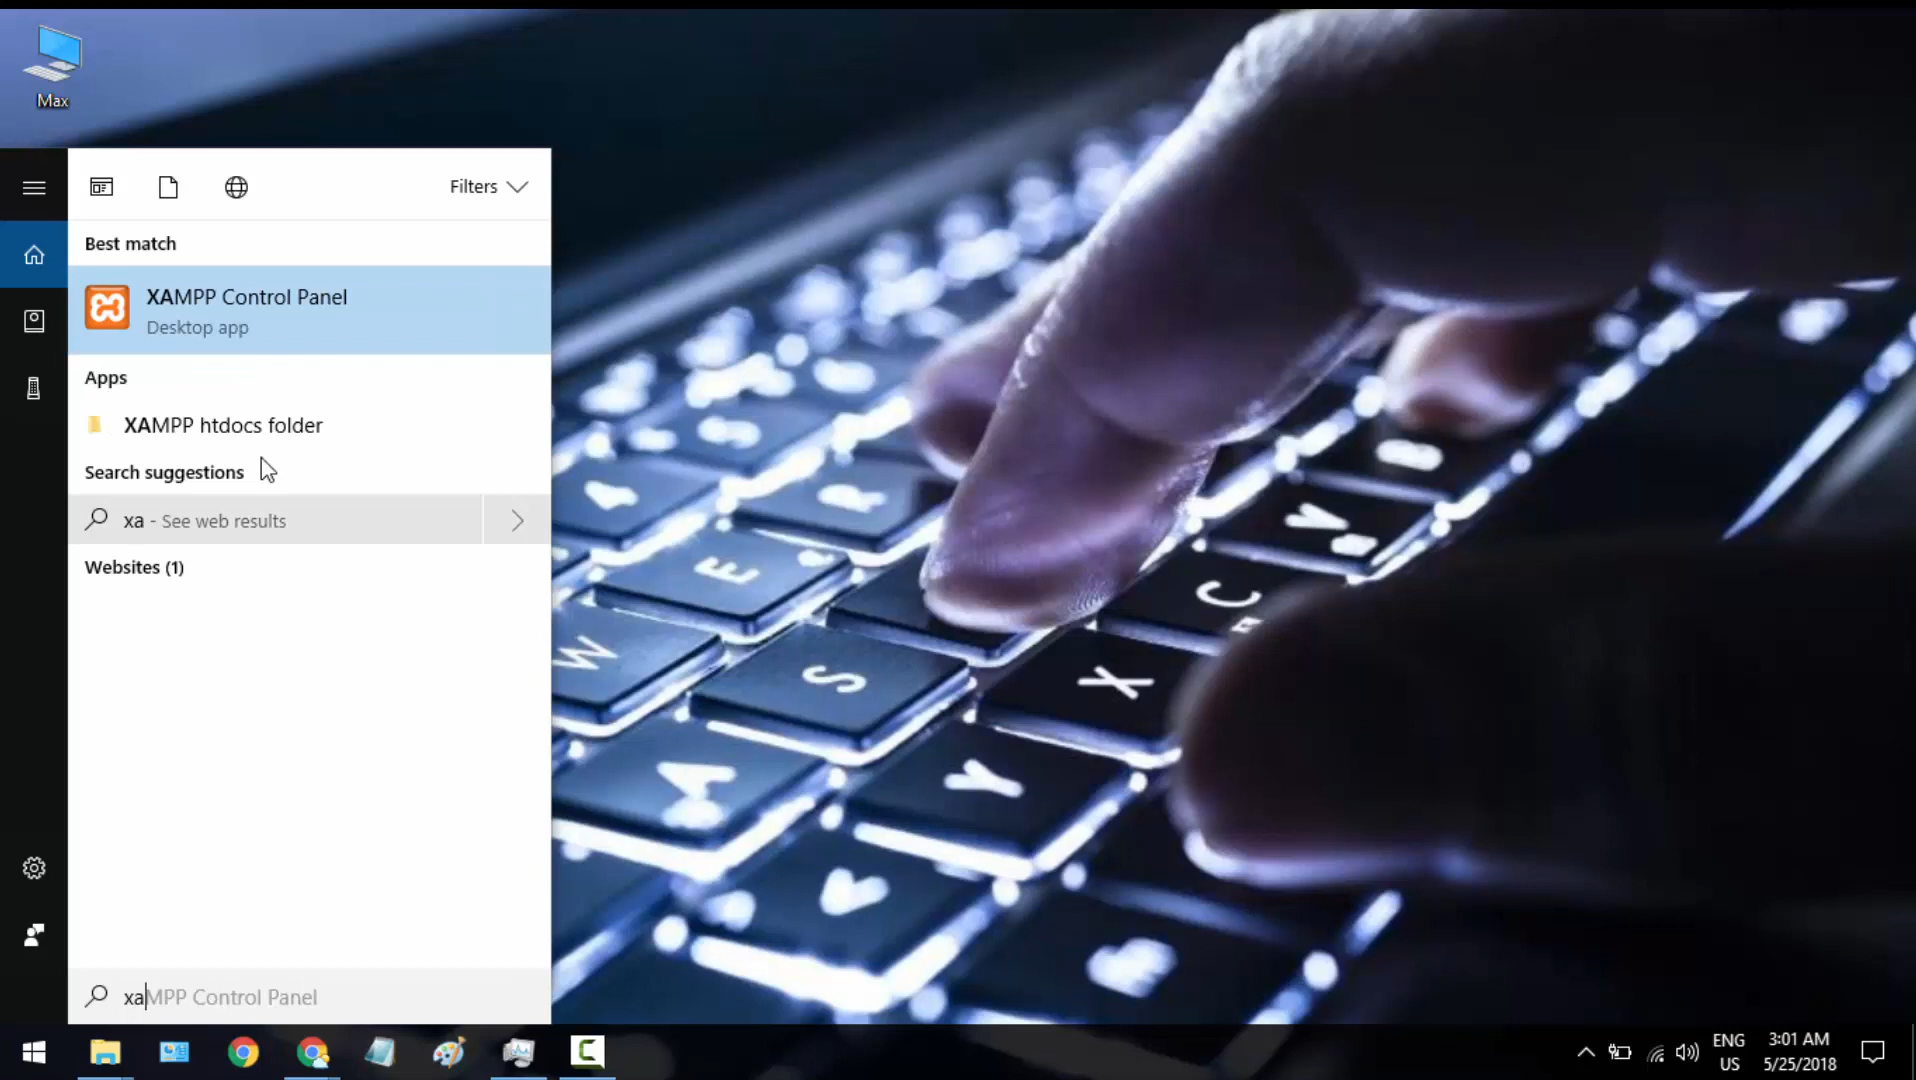 Max
Filters
Best match
XAMPP Control Panel
Desktop app
Apps
XAMPP htdocs folder
Search suggestions
xa - See web results
Websites (1)
xaMPP Control Panel
ENG
US
3:01 AM
5/25/2018
R
E
W
S
X
C
Y
A
Y